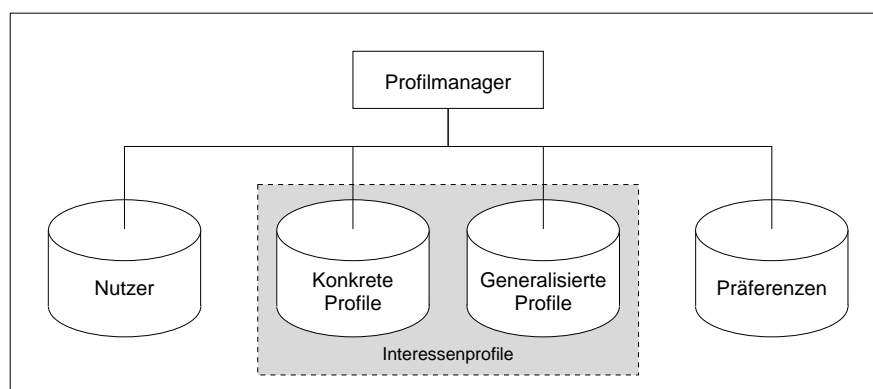 Profilmanager
Nutzer
Konkrete
Profile
Generalisierte
Profile
Präferenzen
Interessenprofile